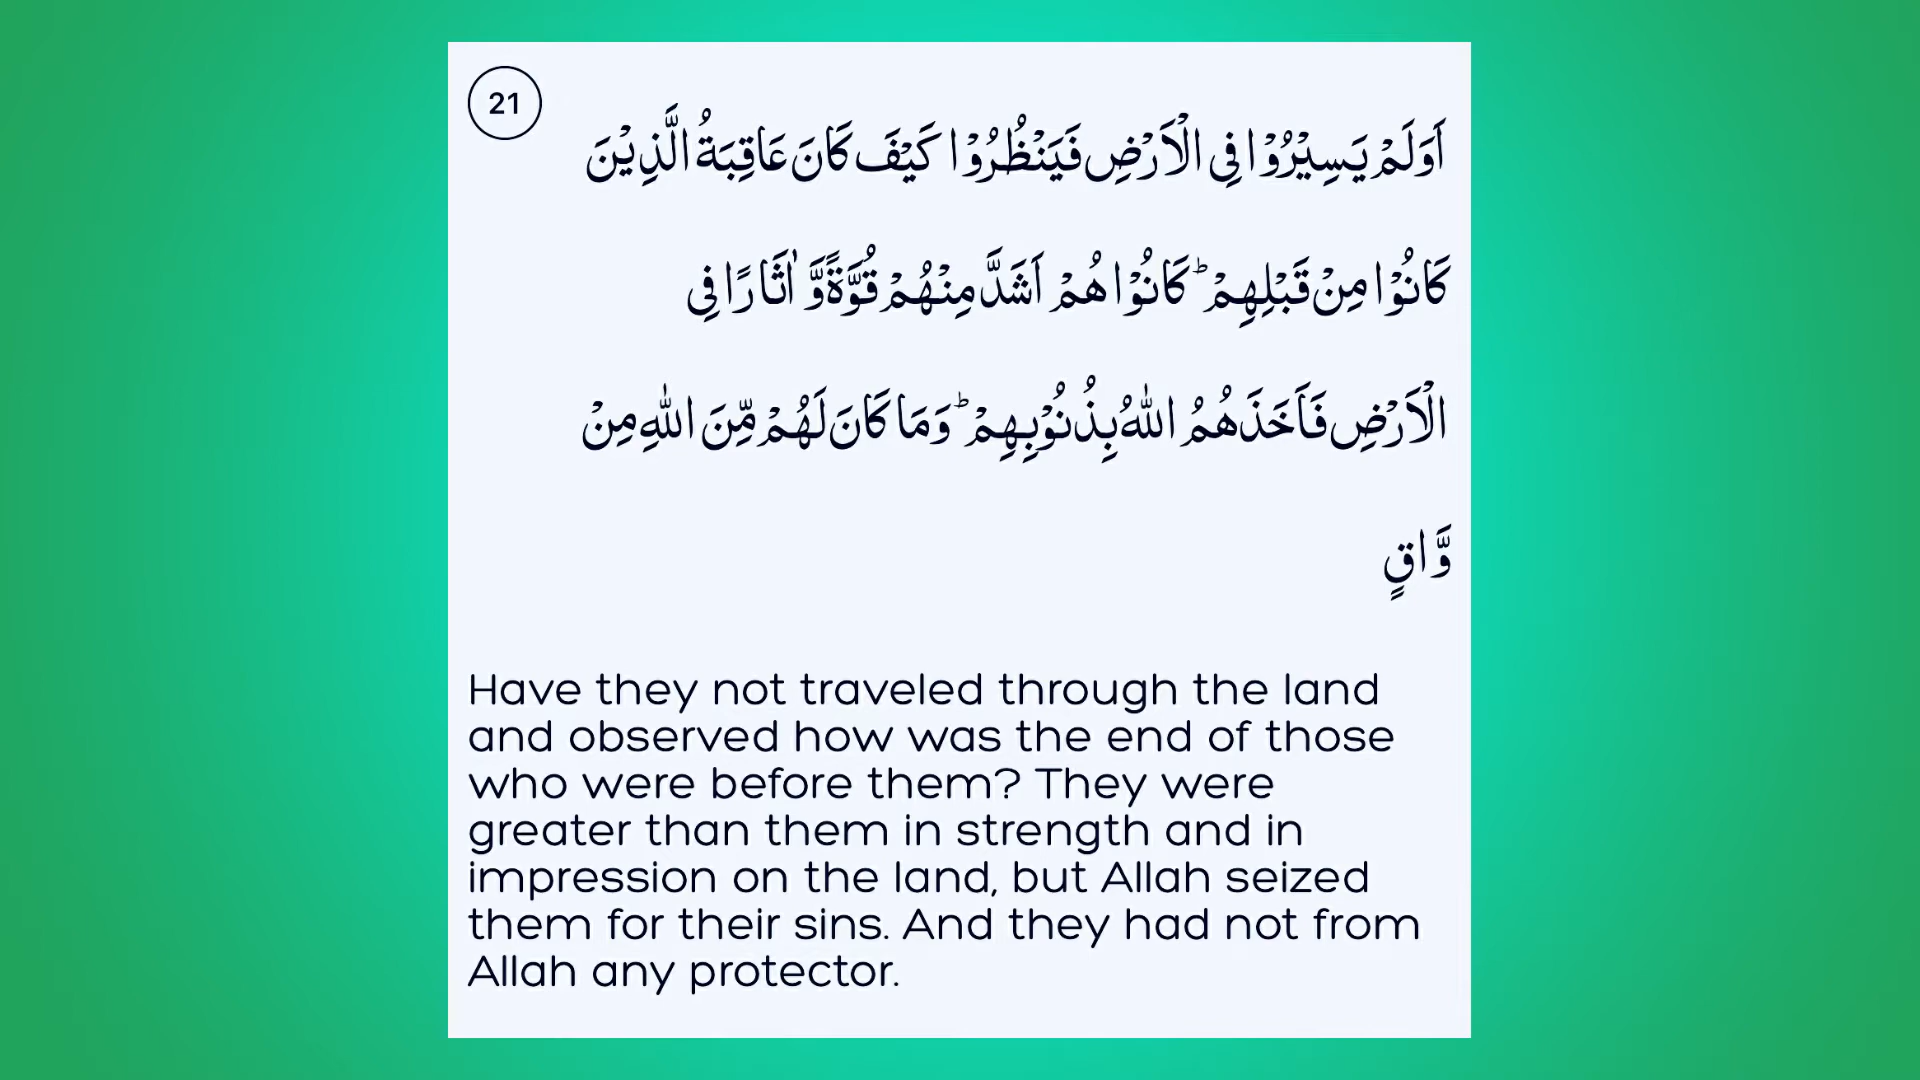 21
اَوَلَمْ يَسِيْرُوْا فِى الْاَرْضِ فَيَنْظُرُوْا كَيْفَ كَانَ عَاقِبَةُ الَّذِيْنَ
كَانُوْا مِنْ قَبْلِهِمْ ؕ كَانُوْا هُمْ اَشَدَّ مِنْهُمْ قُوَّةً وَّ اٰثَارًا فِى
الْاَرْضِ فَاَخَذَهُمُ اللّٰهُ بِذُنُوْبِهِمْ ؕ وَمَا كَانَ لَهُمْ مِّنَ اللّٰهِ مِنْ
وَّاقٍ
Have they not traveled through the land
and observed how was the end of those
who were before them? They were
greater than them in strength and in
impression on the land, but Allah seized
them for their sins. And they had not from
Allah any protector.